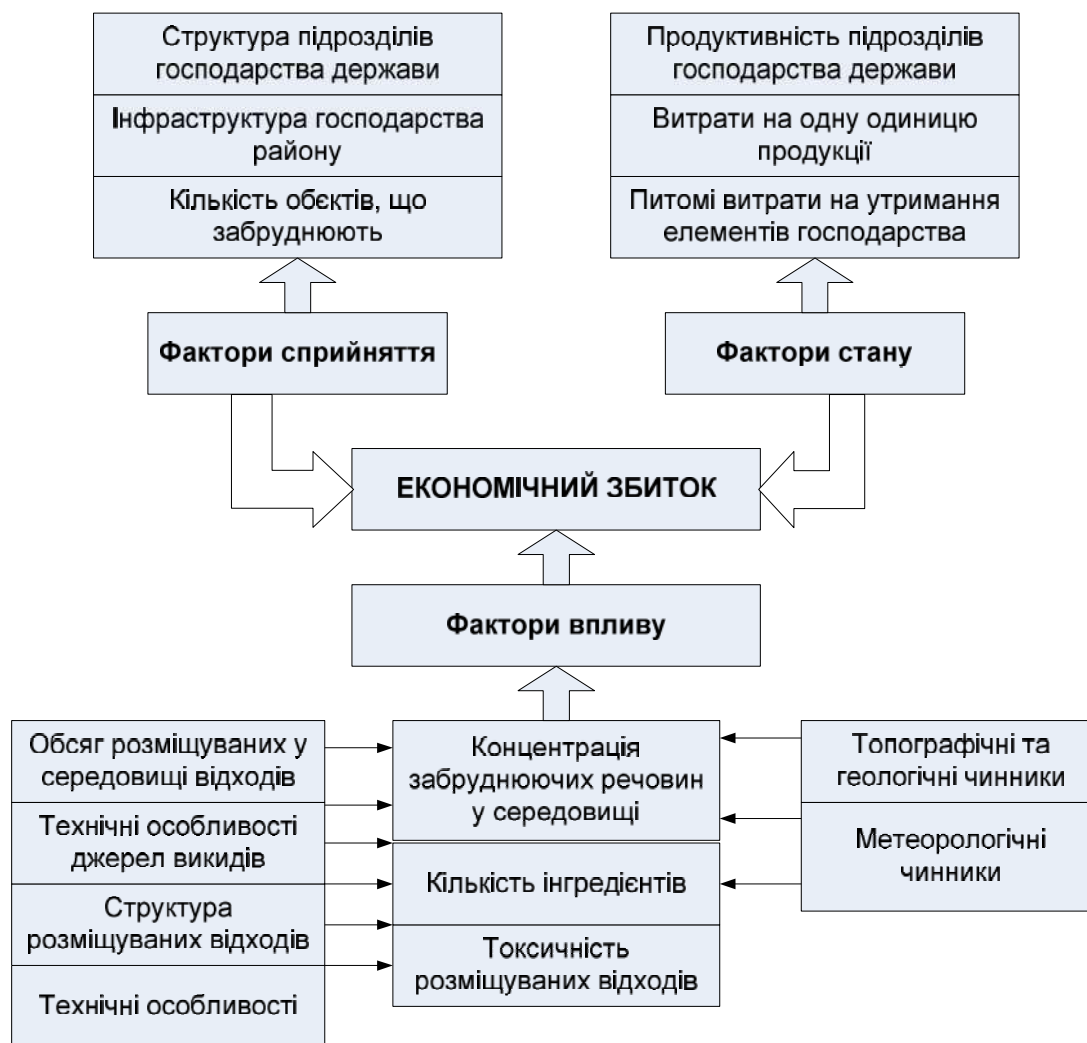 Структура підрозділів
господарства держави
Інфраструктура господарства
району
Кількість обєктів, що
забруднюють
Продуктивність підрозділів
господарства держави
Витрати на одну одиницю
продукції
Питомі витрати на утримання
елементів господарства
Фактори сприйняття
Фактори стану
ЕКОНОМІЧНИЙ ЗБИТОК
Фактори впливу
Обсяг розміщуваних у
середовищі відходів
Технічні особливості
джерел викидів
Структура
розміщуваних відходів
Технічні особливості
Концентрація
забруднюючих речовин
у середовищі
Кількість інгредієнтів
Токсичність
розміщуваних відходів
Топографічні та
геологічні чинники
Метеорологічні
чинники